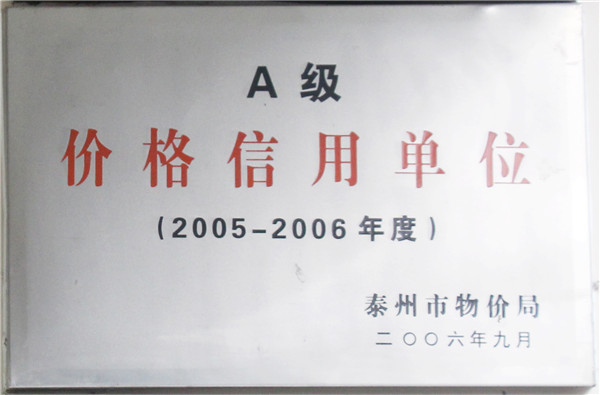 A 级
价格信用单位
(2005-2006年度)
泰州市物价局
二〇〇六年九月